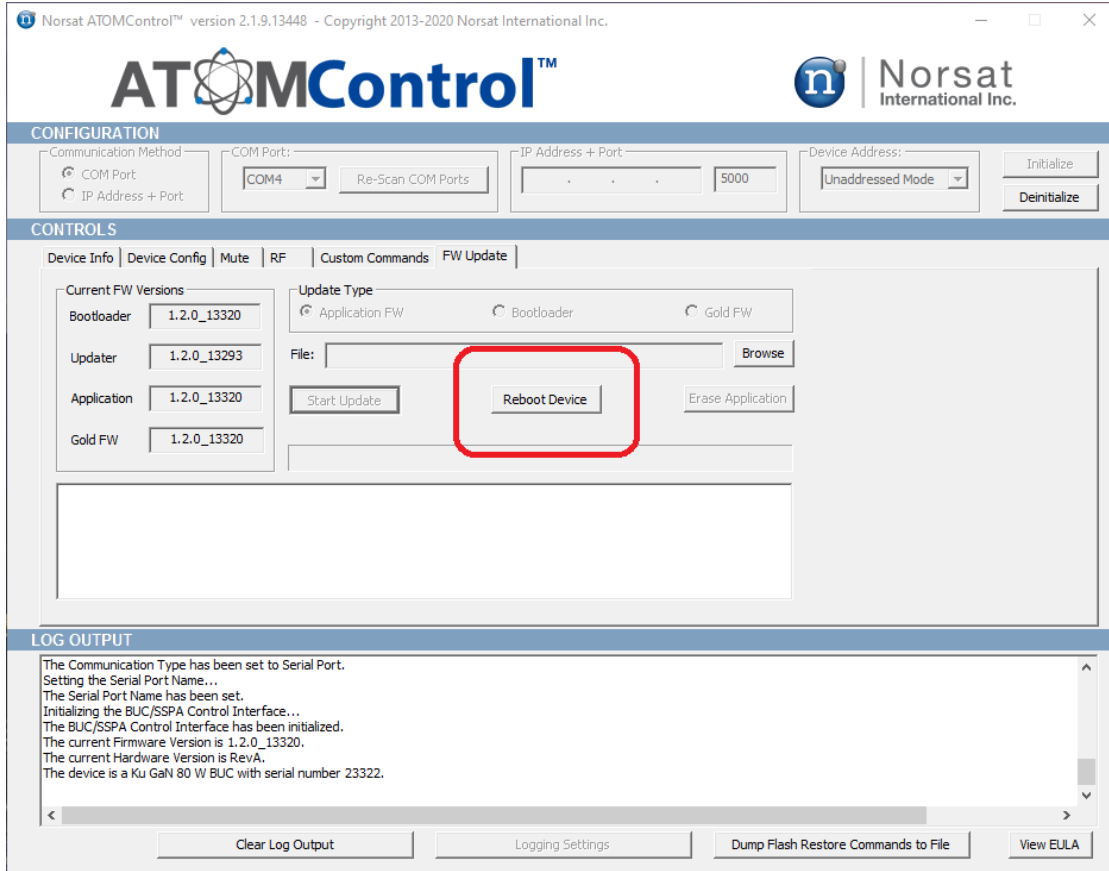 Norsat ATOMControl™ version 2.1.9.13448 - Copyright 2013-2020 Norsat International Inc.
ATOMControl™
n Norsat
International Inc.
CONFIGURATION
Communication Method
COM Port
IP Address + Port
COM Port:
COM4
Re-Scan COM Ports
IP Address + Port
. . .
5000
Device Address:
Unaddressed Mode
Initialize
Deinitialize
CONTROLS
Device Info Device Config Mute RF Custom Commands FW Update
Current FW Versions
Bootloader 1.2.0_13320
Updater 1.2.0_13293
Application 1.2.0_13320
Gold FW 1.2.0_13320
Update Type
Application FW Bootloader Gold FW
File: Browse
Start Update Reboot Device Erase Application
LOG OUTPUT
The Communication Type has been set to Serial Port.
Setting the Serial Port Name...
The Serial Port Name has been set.
Initializing the BUC/SSPA Control Interface...
The BUC/SSPA Control Interface has been initialized.
The current Firmware Version is 1.2.0_13320.
The current Hardware Version is RevA.
The device is a Ku GaN 80 W BUC with serial number 23322.
Clear Log Output Logging Settings Dump Flash Restore Commands to File View EULA